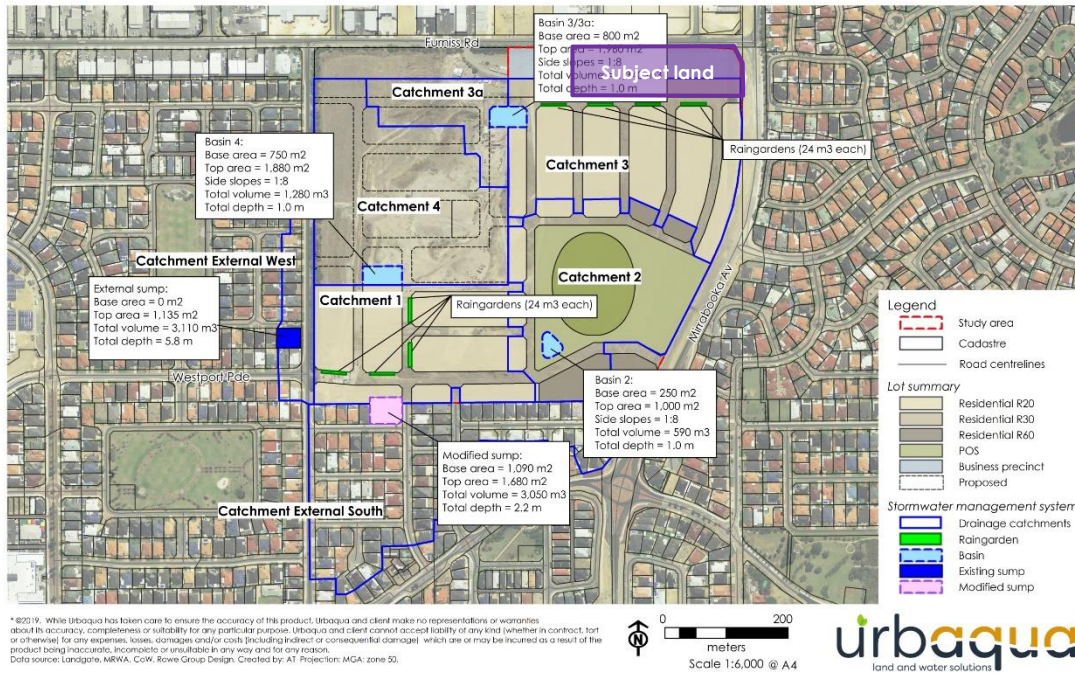 Furniss Rd
Basin 3/3a:
Base area = 800 m2
Top area = 1,980 m2
Side slopes = 1:8
Total volume
Total depth = 1.0 m
Subject land
Catchment 3a
Raingardens (24 m3 each)
Basin 4:
Base area = 750 m2
Top area = 1,880 m2
Side slopes = 1:8
Total volume = 1,280 m3
Total depth = 1.0 m
Catchment 3
Catchment 4
Catchment External West
Catchment 2
External sump:
Base area = 0 m2
Top area = 1,135 m2
Total volume = 3,110 m3
Total depth = 5.8 m
Catchment 1
Raingardens (24 m3 each)
Mirrabooka Av
Westport Pde
Basin 2:
Base area = 250 m2
Top area = 1,000 m2
Side slopes = 1:8
Total volume = 590 m3
Total depth = 1.0 m
Modified sump:
Base area = 1,090 m2
Top area = 1,680 m2
Total volume = 3,050 m3
Total depth = 2.2 m
Catchment External South
Legend
Study area
Cadastre
Road centrelines
Lot summary
Residential R20
Residential R30
Residential R60
POS
Business precinct
Proposed
Stormwater management system
Drainage catchments
Raingarden
Basin
Existing sump
Modified sump
* ©2019. While Urbaqua has taken care to ensure the accuracy of this product, Urbaqua and client make no representations or warranties
about its accuracy, completeness or suitability for any particular purpose. Urbaqua and client cannot accept liability of any kind (whether in contract, tort
or otherwise) for any expenses, losses, damages and/or costs (including indirect or consequential damage) which are or may be incurred as a result of the
product being inaccurate, incomplete or unsuitable in any way and for any reason.
Data source: Landgate, MRWA, CoW, Rowe Group Design. Created by: AT Projection: MGA: zone 50.
N
0 200
meters
Scale 1:6,000 @ A4
urbaqua
land and water solutions